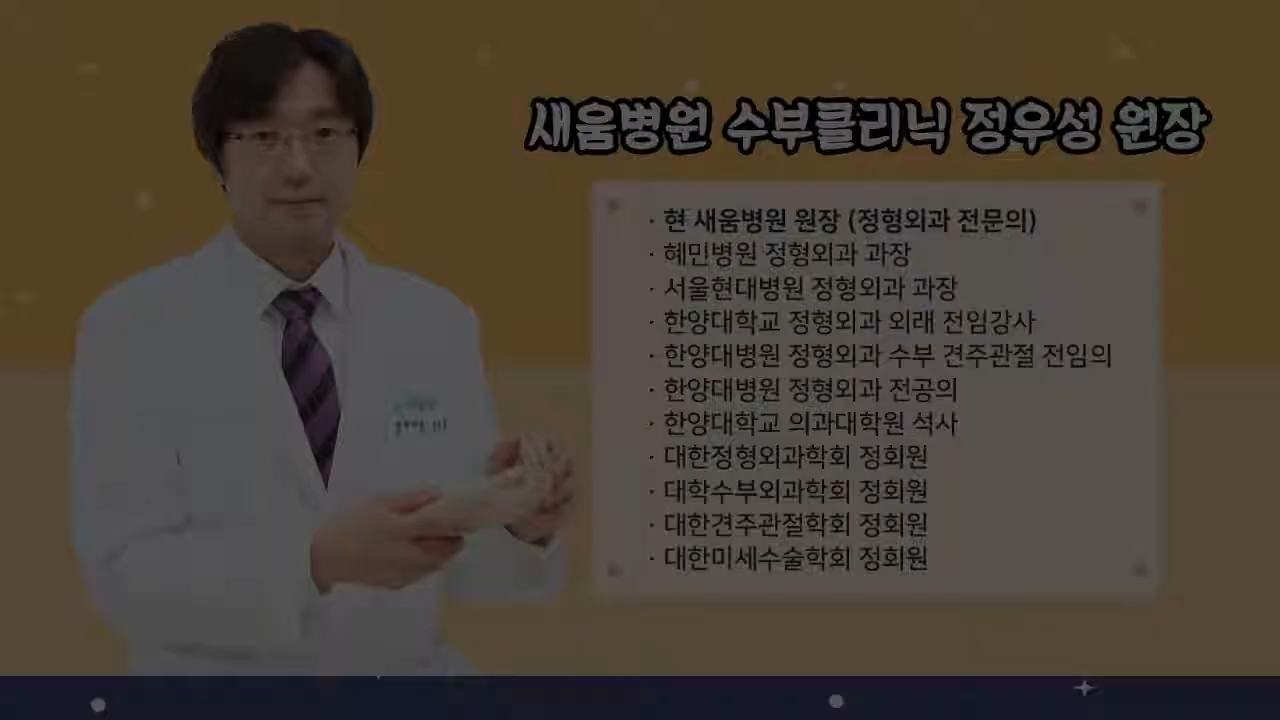 새움병원 수부클리닉 정우성 원장
· 현 새움병원 원장 (정형외과 전문의)
· 혜민병원 정형외과 과장
· 서울현대병원 정형외과 과장
· 한양대학교 정형외과 외래 전임강사
· 한양대병원 정형외과 수부 견주관절 전임의
· 한양대병원 정형외과 전공의
· 한양대학교 의과대학원 석사
· 대한정형외과학회 정회원
· 대학수부외과학회 정회원
· 대한견주관절학회 정회원
· 대한미세수술학회 정회원